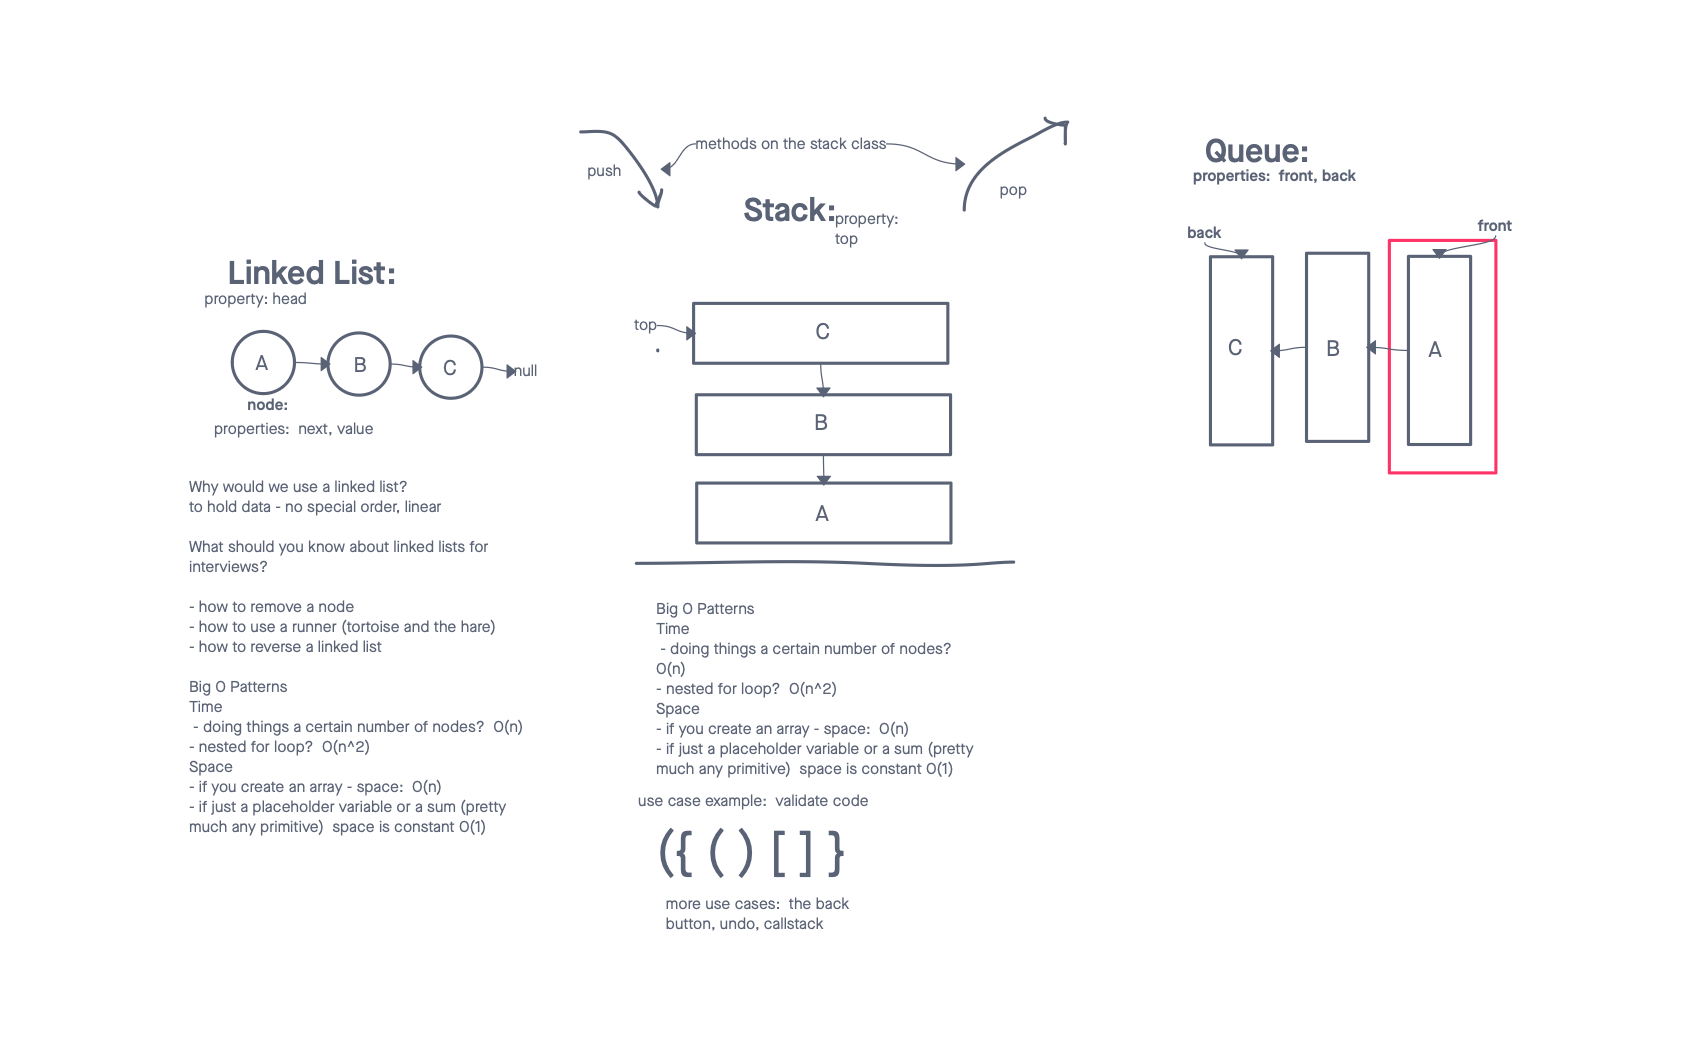 Linked List:
property: head
A
B
C
null
node:
properties: next, value
Why would we use a linked list?
to hold data - no special order, linear
What should you know about linked lists for
interviews?
- how to remove a node
- how to use a runner (tortoise and the hare)
- how to reverse a linked list
Big O Patterns
Time
- doing things a certain number of nodes? O(n)
- nested for loop? O(n^2)
Space
- if you create an array - space: O(n)
- if just a placeholder variable or a sum (pretty
much any primitive) space is constant O(1)
push
methods on the stack class
pop
Stack:
property:
top
top
C
B
A
Big O Patterns
Time
- doing things a certain number of nodes?
O(n)
- nested for loop? O(n^2)
Space
- if you create an array - space: O(n)
- if just a placeholder variable or a sum (pretty
much any primitive) space is constant O(1)
use case example: validate code
({ ( ) [ ] }
more use cases: the back
button, undo, callstack
Queue:
properties: front, back
back
front
C
B
A